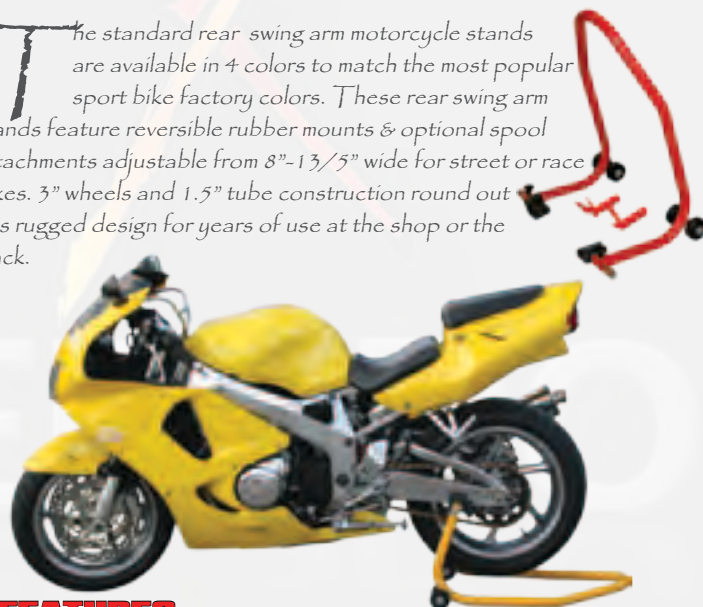 The standard rear swing arm motorcycle stands
are available in 4 colors to match the most popular
sport bike factory colors. These rear swing arm
ands feature reversible rubber mounts & optional spool
tachments adjustable from 8"-13/5" wide for street or race
kes. 3" wheels and 1.5" tube construction round out
s rugged design for years of use at the shop or the
ack.
FEATURES